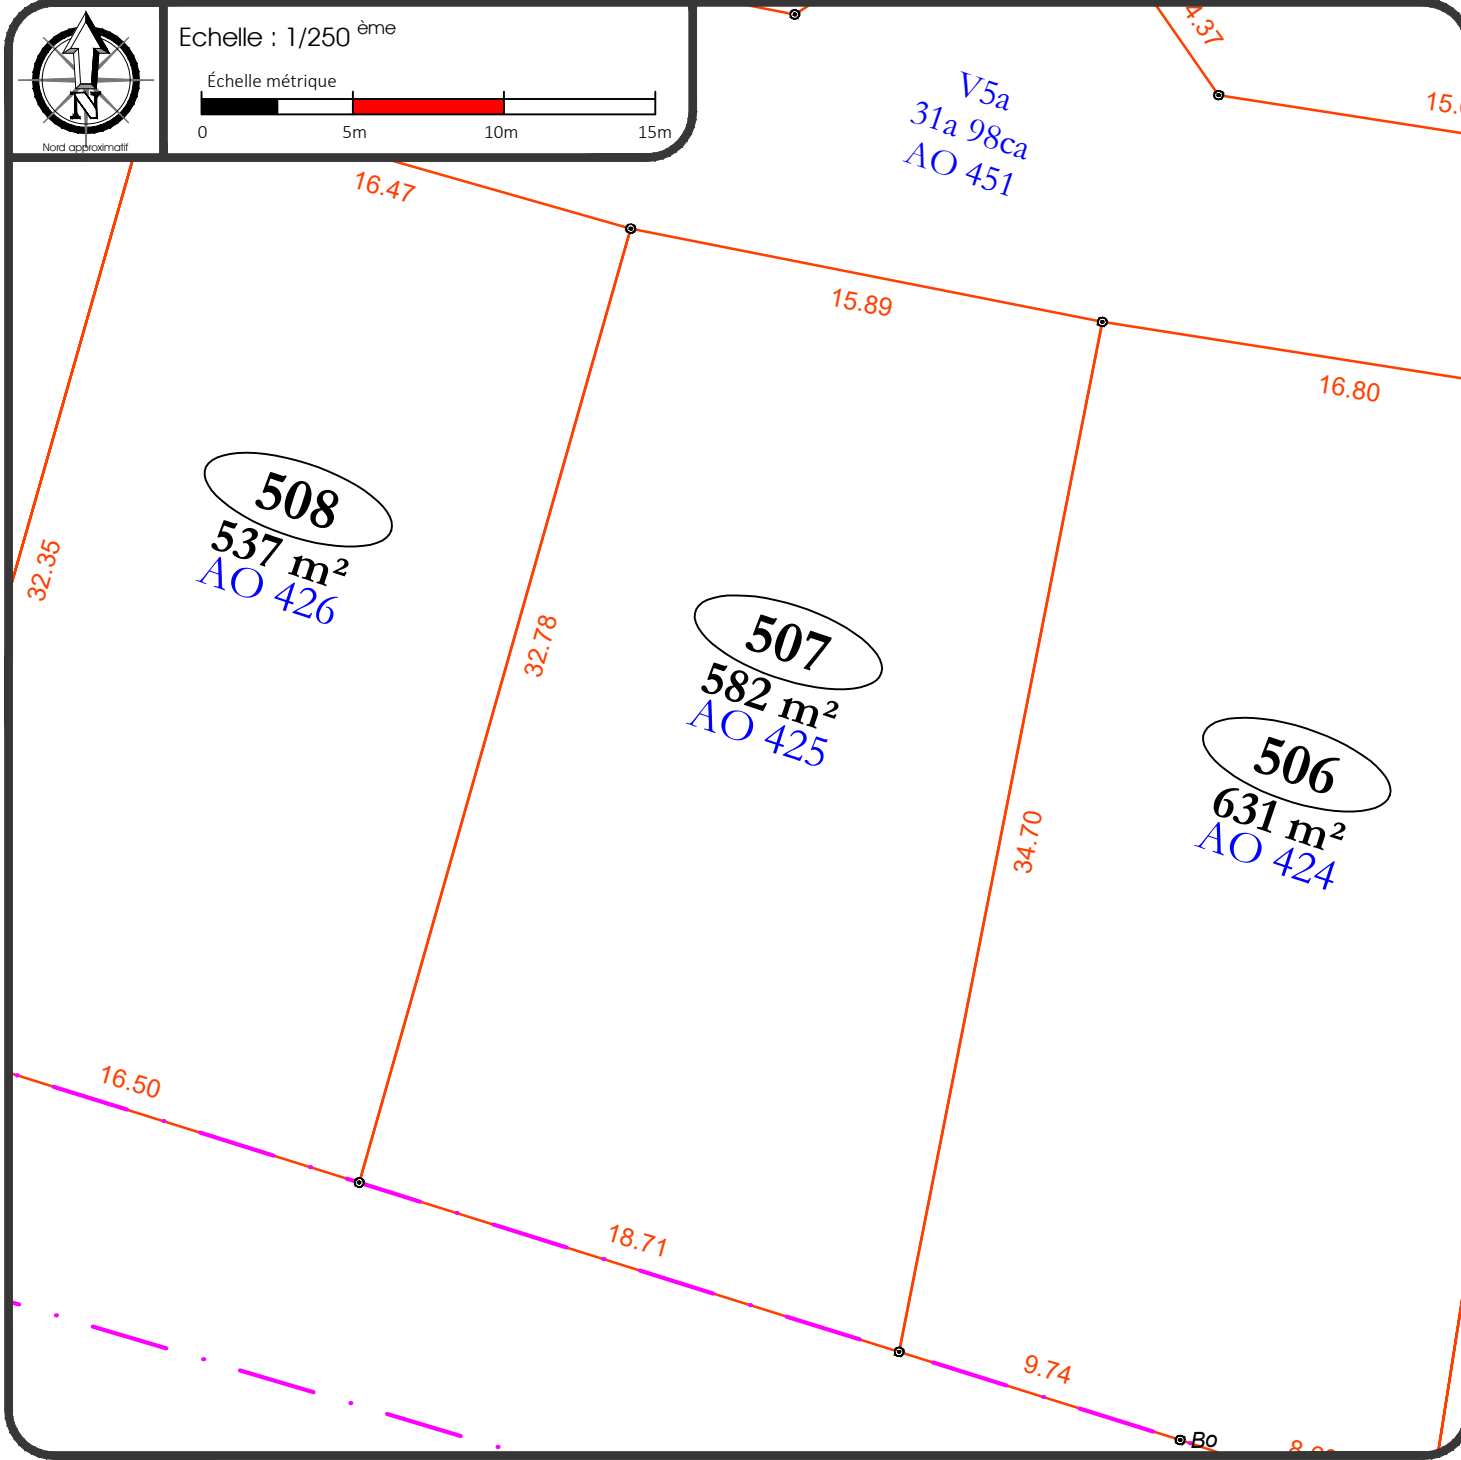 Echelle : 1/250 ème
Échelle métrique
0 5m 10m 15m
N
Nord approximatif
V5a
31a 98ca
AO 451
4.37
16.47
15.89
16.80
508
537 m²
AO 426
32.35
32.78
507
582 m²
AO 425
34.70
506
631 m²
AO 424
16.50
18.71
9.74
Bo